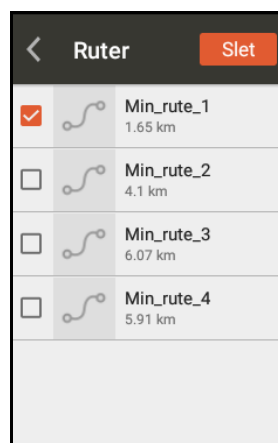 Ruter
Slet
Min_rute_1
1.65 km
Min_rute_2
4.1 km
Min_rute_3
6.07 km
Min_rute_4
5.91 km